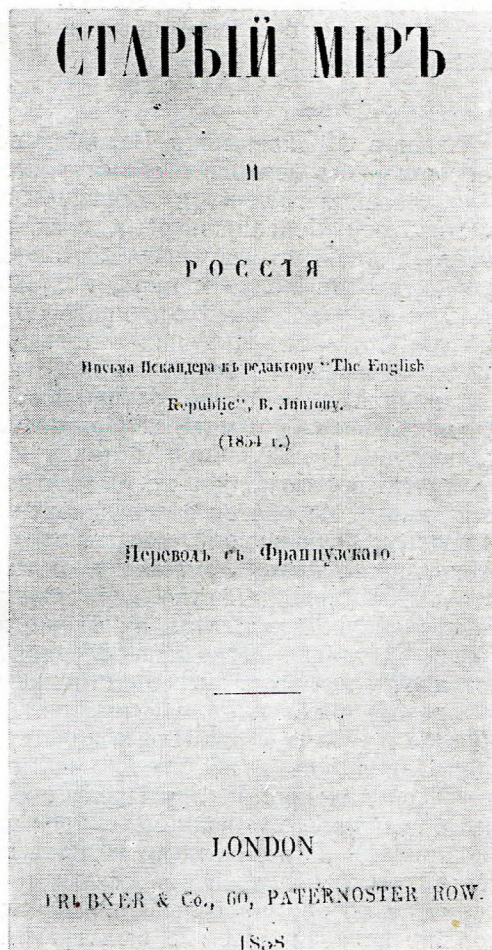 СТАРЫЙ МІРЪ
И
РОССІЯ
Письма Искандера къ редактору "The English
Republic", В. Линтону.
(1854 г.)
Переводъ съ Французскаго
LONDON
TRÜBNER & Co., 60, PATERNOSTER ROW.
1858